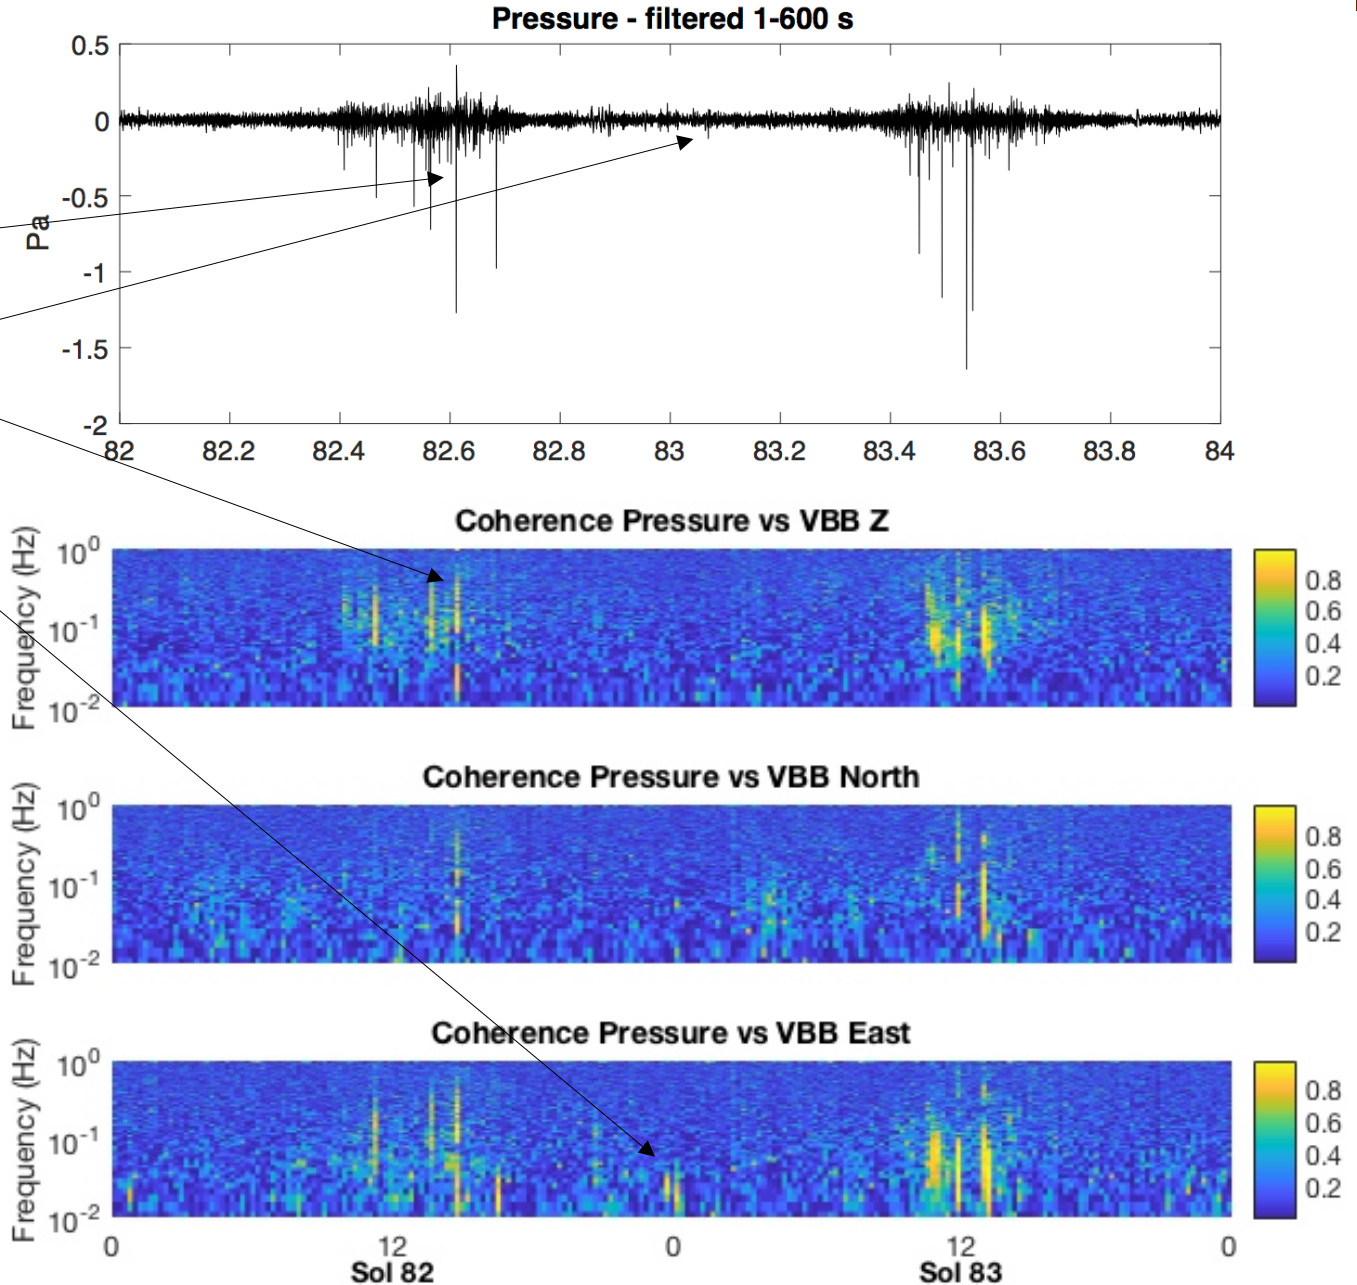 Pressure - filtered 1-600 s
0.5
0
-0.5
-1
-1.5
-2
Pa
82 82.2 82.4 82.6 82.8 83 83.2 83.4 83.6 83.8 84
Coherence Pressure vs VBB Z
Frequency (Hz)
10⁰
10⁻¹
10⁻²
0.8
0.6
0.4
0.2
Coherence Pressure vs VBB North
Frequency (Hz)
10⁰
10⁻¹
10⁻²
0.8
0.6
0.4
0.2
Coherence Pressure vs VBB East
Frequency (Hz)
10⁰
10⁻¹
10⁻²
0.8
0.6
0.4
0.2
0 12 0 12 0
Sol 82 Sol 83